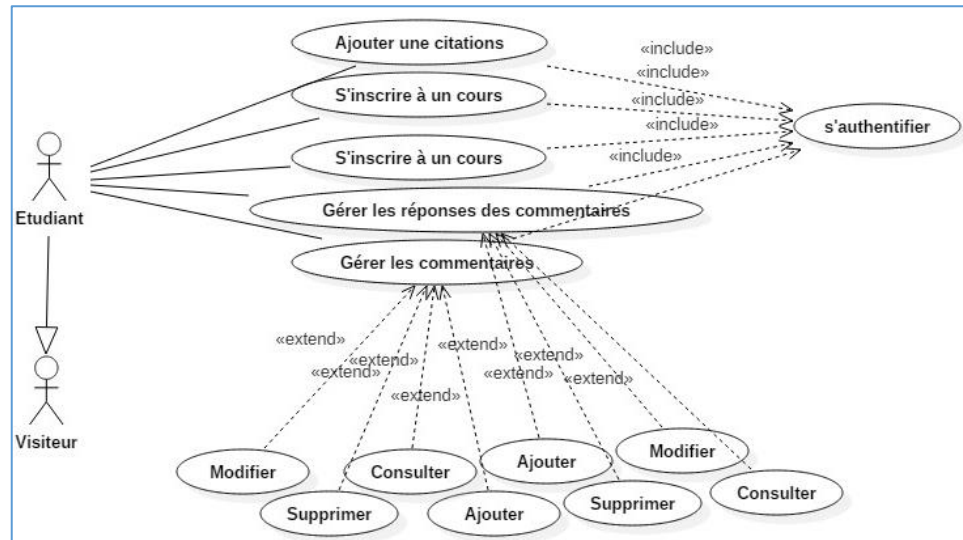 Ajouter une citations
«include»
«include»
S'inscrire à un cours
«include»
«include»
s'authentifier
S'inscrire à un cours
«include»
Etudiant
Gérer les réponses des commentaires
Gérer les commentaires
«extend»
«extend»
«extend»
«extend»
«extend»
«extend»
«extend»
«extend»
Visiteur
Modifier
Consulter
Ajouter
Modifier
Supprimer
Ajouter
Supprimer
Consulter